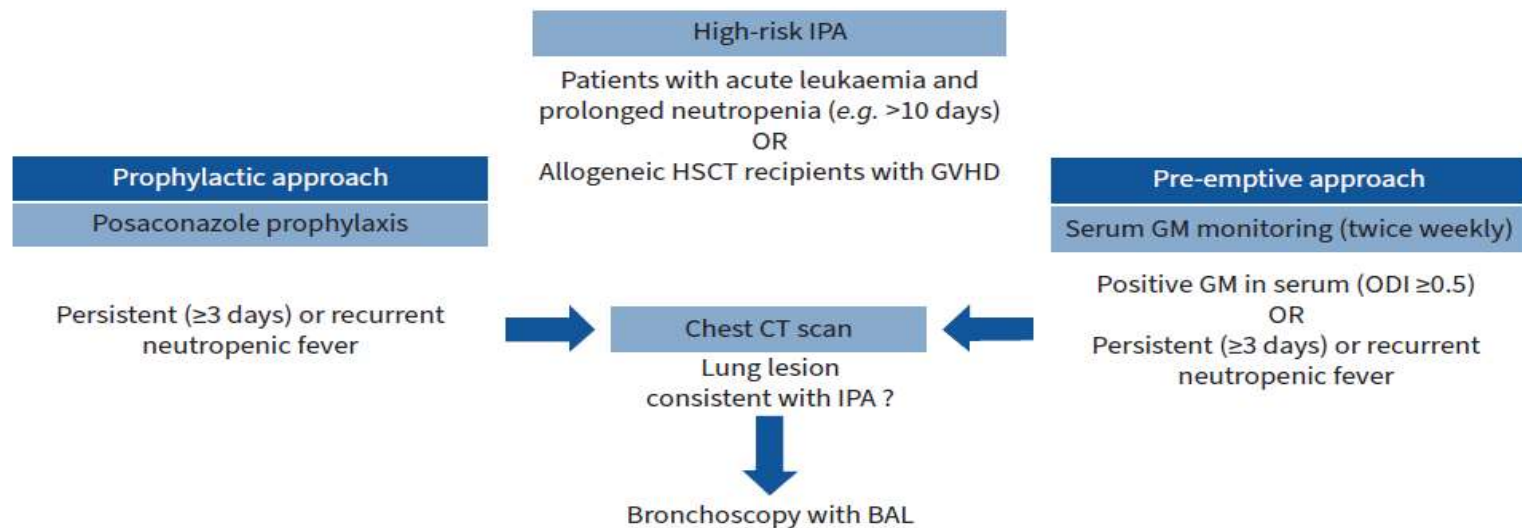 High-risk IPA
Patients with acute leukaemia and
prolonged neutropenia (e.g. >10 days)
OR
Allogeneic HSCT recipients with GVHD
Prophylactic approach
Posaconazole prophylaxis
Persistent (≥3 days) or recurrent
neutropenic fever
Pre-emptive approach
Serum GM monitoring (twice weekly)
Positive GM in serum (ODI ≥0.5)
OR
Persistent (≥3 days) or recurrent
neutropenic fever
Chest CT scan
Lung lesion
consistent with IPA ?
Bronchoscopy with BAL